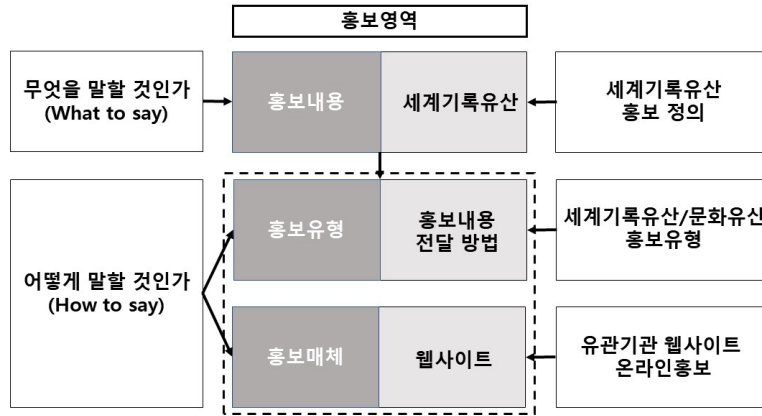 홍보영역
무엇을 말할 것인가
(What to say)
홍보내용
세계기록유산
세계기록유산
홍보 정의
어떻게 말할 것인가
(How to say)
홍보유형
홍보내용
전달 방법
세계기록유산/문화유산
홍보유형
홍보매체
웹사이트
유관기관 웹사이트
온라인홍보